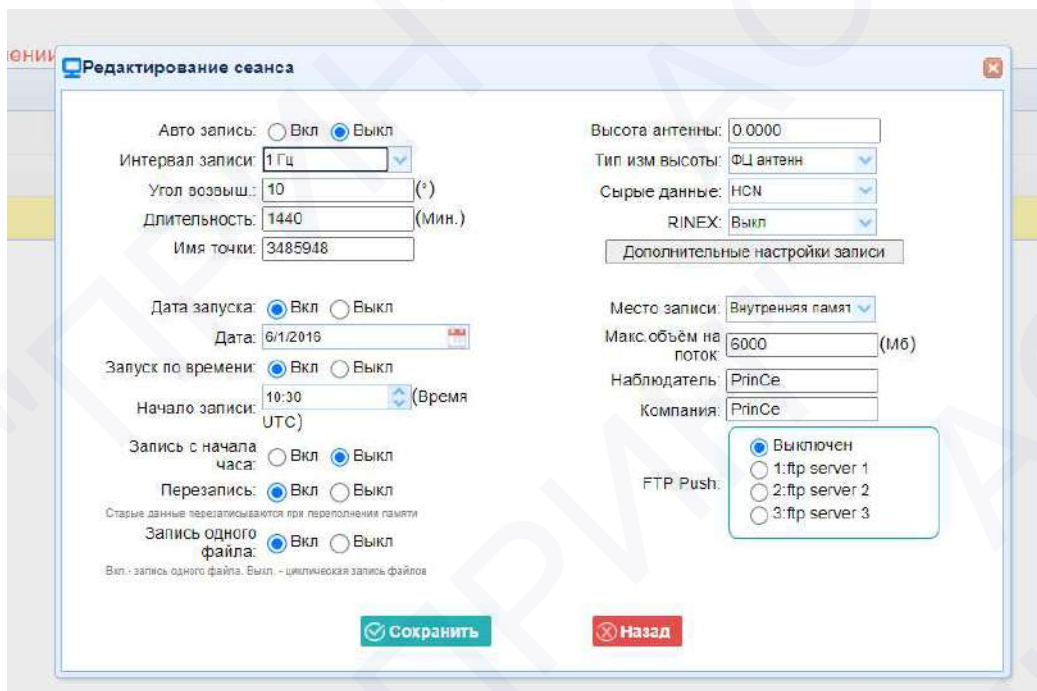 ении
Редактирование сеанса
Авто запись: Вкл Выкл
Интервал записи: 1 Гц
Угол возвыш.: 10 (°)
Длительность: 1440 (Мин.)
Имя точки: 3485948
Дата запуска: Вкл Выкл
Дата: 6/1/2016
Запуск по времени: Вкл Выкл
Начало записи: 10:30 (Время
UTC)
Запись с начала
часа: Вкл Выкл
Перезапись: Вкл Выкл
Старые данные перезаписываются при переполнении памяти
Запись одного
файла: Вкл Выкл
Вкл.- запись одного файла. Выкл. - циклическая запись файлов
Высота антенны: 0.0000
Тип изм высоты: ФЦ антенн
Сырые данные: HCN
RINEX: Выкл
Дополнительные настройки записи
Место записи: Внутренняя памят
Макс.объём на
поток: 6000 (Мб)
Наблюдатель: PrinCe
Компания: PrinCe
FTP Push:
Выключен
1:ftp server 1
2:ftp server 2
3:ftp server 3
Сохранить
Назад